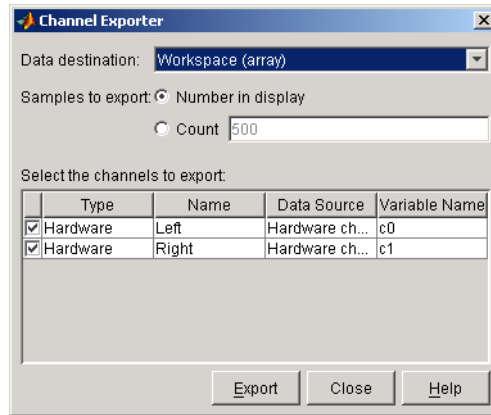 Channel Exporter
Data destination: Workspace (array)
Samples to export: Number in display
Count 500
Select the channels to export:
Type Name Data Source Variable Name
Hardware Left Hardware ch... c0
Hardware Right Hardware ch... c1
Export Close Help